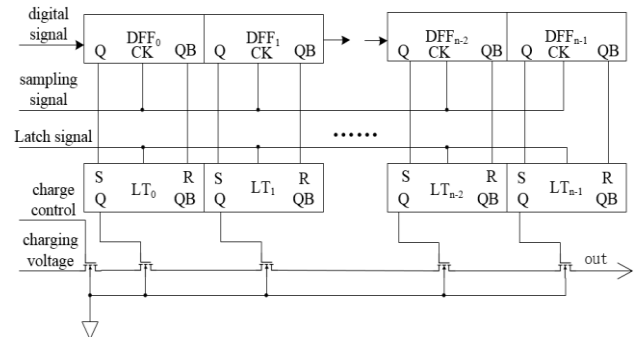 digital
signal
DFF0 DFF1 DFFn-2 DFFn-1
Q CK QB Q CK QB Q CK QB Q CK QB
sampling
signal
Latch signal
......
S R S R S R S R
LT0 LT1 LTn-2 LTn-1
Q QB Q QB Q QB Q QB
charge
control
charging
voltage
out